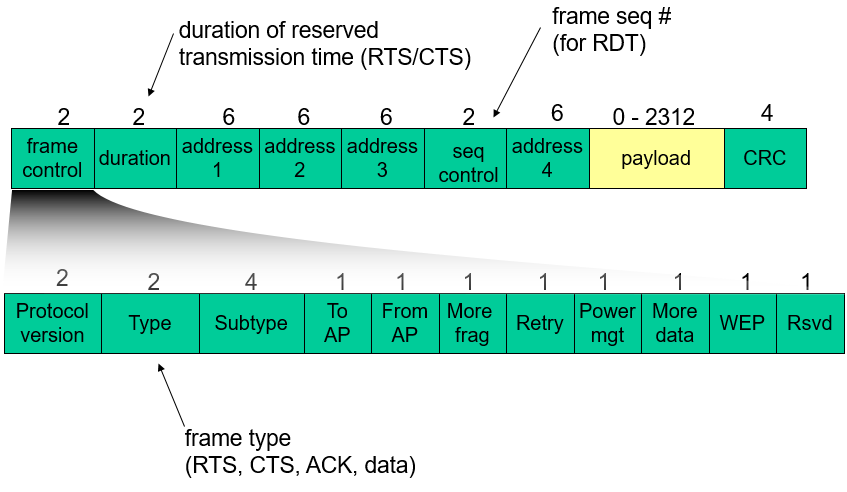 duration of reserved
transmission time (RTS/CTS)
frame seq #
(for RDT)
2 2 6 6 6 2 6 0 - 2312 4
frame
control
duration
address
1
address
2
address
3
seq
control
address
4
payload
CRC
2 2 4 1 1 1 1 1 1 1 1
Protocol
version
Type
Subtype
To
AP
From
AP
More
frag
Retry
Power
mgt
More
data
WEP
Rsvd
frame type
(RTS, CTS, ACK, data)